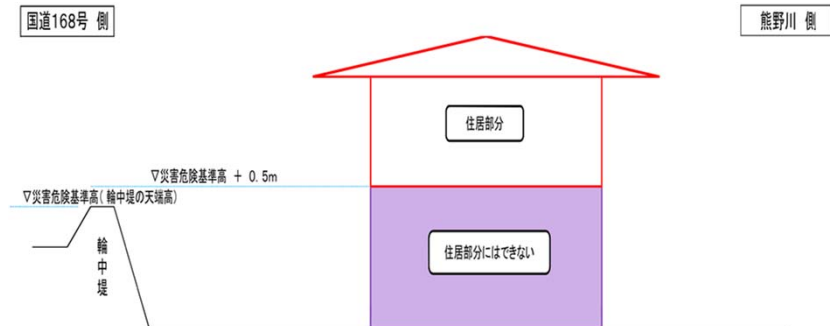 国道168号 側
熊野川 側
住居部分
▽災害危険基準高 + 0.5m
▽災害危険基準高(輪中堤の天端高)
輪中堤
住居部分にはできない